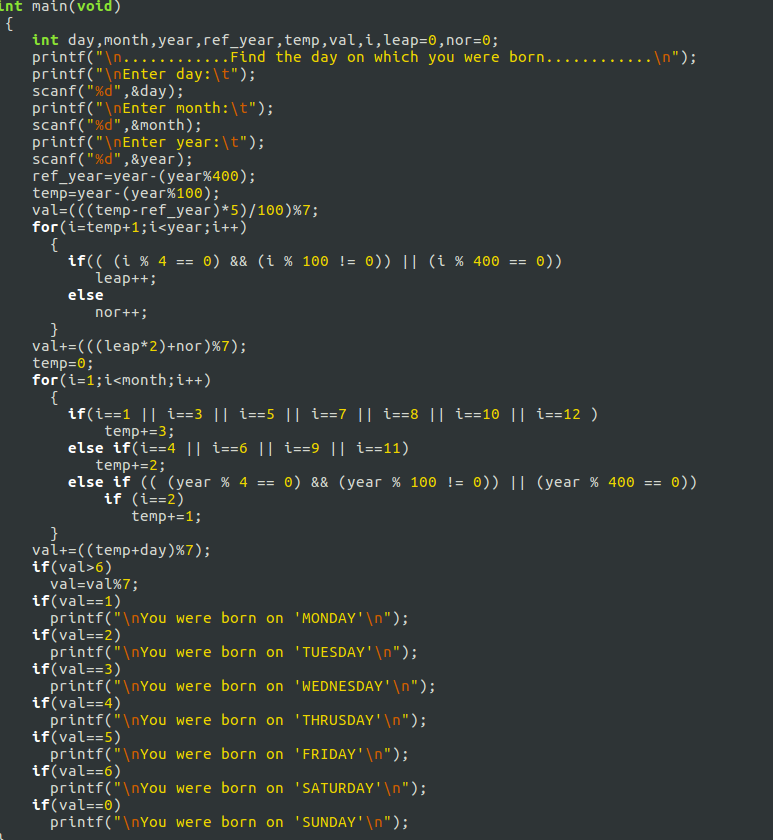 int main(void)
{
int day,month,year,ref_year,temp,val,i,leap=0,nor=0;
printf("\n............Find the day on which you were born............\n");
printf("\nEnter day:\t");
scanf("%d",&day);
printf("\nEnter month:\t");
scanf("%d",&month);
printf("\nEnter year:\t");
scanf("%d",&year);
ref_year=year-(year%400);
temp=year-(year%100);
val=(((temp-ref_year)*5)/100)%7;
for(i=temp+1;i<year;i++)
{
if(( (i % 4 == 0) && (i % 100 != 0)) || (i % 400 == 0))
leap++;
else
nor++;
}
val+=(((leap*2)+nor)%7);
temp=0;
for(i=1;i<month;i++)
{
if(i==1 || i==3 || i==5 || i==7 || i==8 || i==10 || i==12 )
temp+=3;
else if(i==4 || i==6 || i==9 || i==11)
temp+=2;
else if (( (year % 4 == 0) && (year % 100 != 0)) || (year % 400 == 0))
if (i==2)
temp+=1;
}
val+=((temp+day)%7);
if(val>6)
val=val%7;
if(val==1)
printf("\nYou were born on 'MONDAY'\n");
if(val==2)
printf("\nYou were born on 'TUESDAY'\n");
if(val==3)
printf("\nYou were born on 'WEDNESDAY'\n");
if(val==4)
printf("\nYou were born on 'THRUSDAY'\n");
if(val==5)
printf("\nYou were born on 'FRIDAY'\n");
if(val==6)
printf("\nYou were born on 'SATURDAY'\n");
if(val==0)
printf("\nYou were born on 'SUNDAY'\n");
}